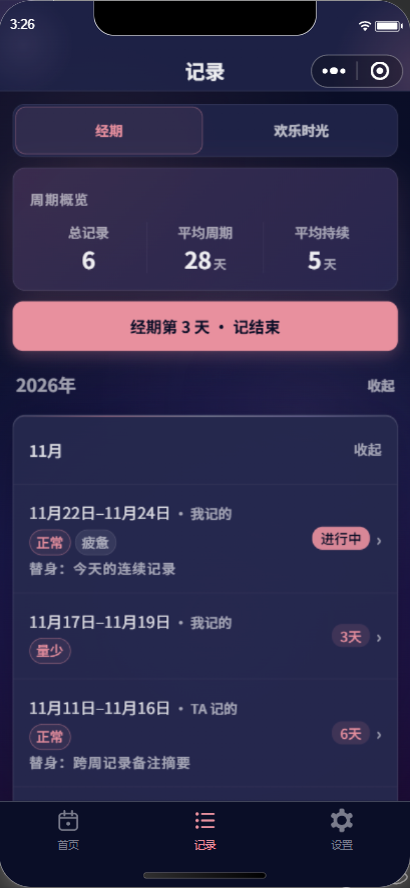 3:26
记录
经期 欢乐时光
周期概览
总记录 平均周期 平均持续
6 28天 5天
经期第 3 天 · 记结束
2026年 收起
11月 收起
11月22日–11月24日 · 我记的
正常 疲惫 进行中 ›
替身：今天的连续记录
11月17日–11月19日 · 我记的
量少 3天 ›
11月11日–11月16日 · TA 记的
正常 6天 ›
替身：跨周记录备注摘要
首页 记录 设置